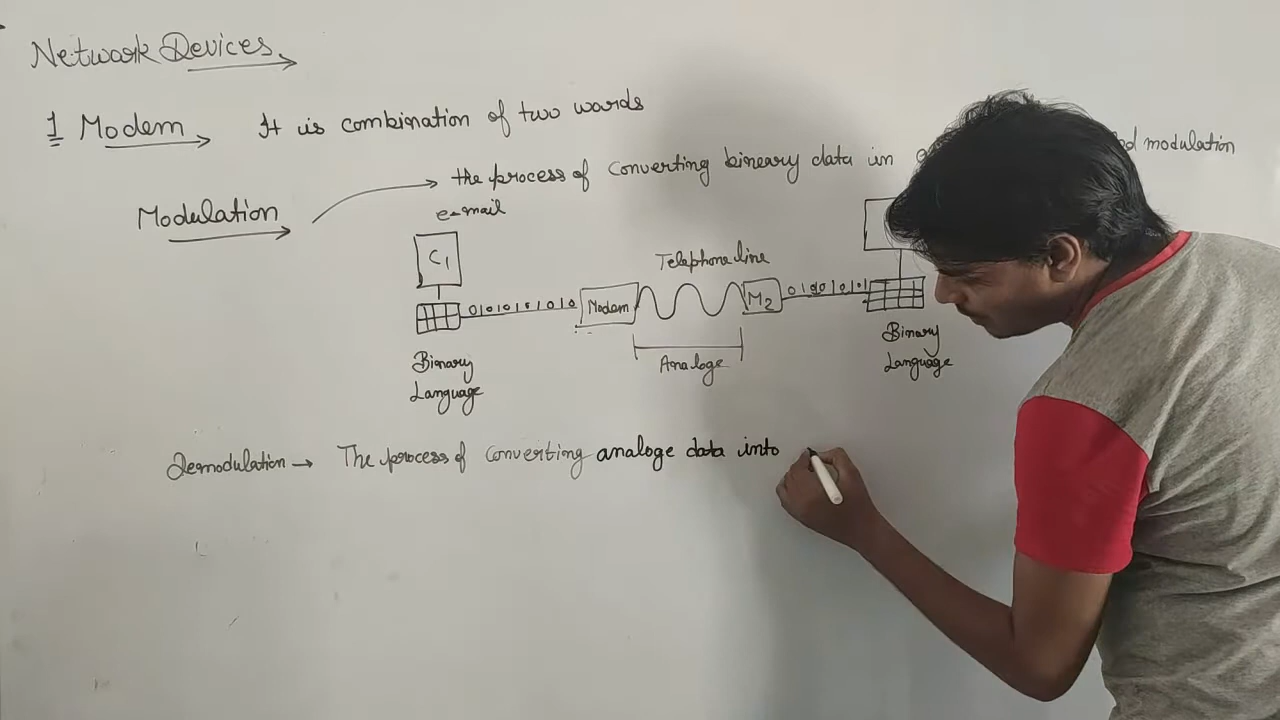 Network Devices.
1 Modem It is combination of two words
the process of converting bineary data in
modulation
Modulation
e-mail
C1
Telephone line
0101010
Modem
M2
Analoge
Binary
Language
Binary
Language
Demodulation → The process of converting analoge data into